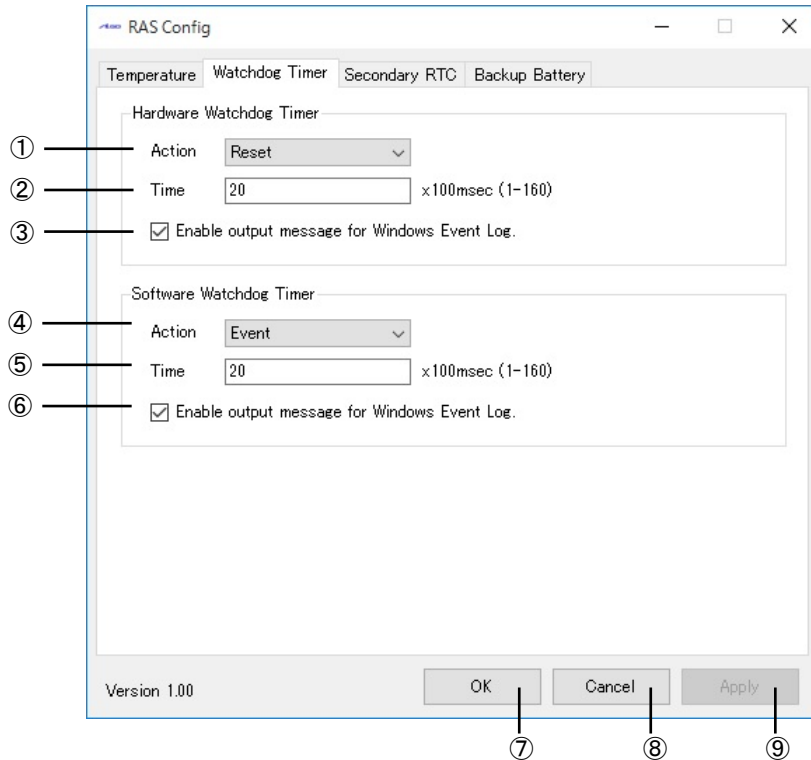 RAS Config
Temperature Watchdog Timer Secondary RTC Backup Battery
Hardware Watchdog Timer
① Action Reset
② Time 20 x100msec (1-160)
③ Enable output message for Windows Event Log.
Software Watchdog Timer
④ Action Event
⑤ Time 20 x100msec (1-160)
⑥ Enable output message for Windows Event Log.
Version 1.00 OK Cancel Apply
⑦ ⑧ ⑨